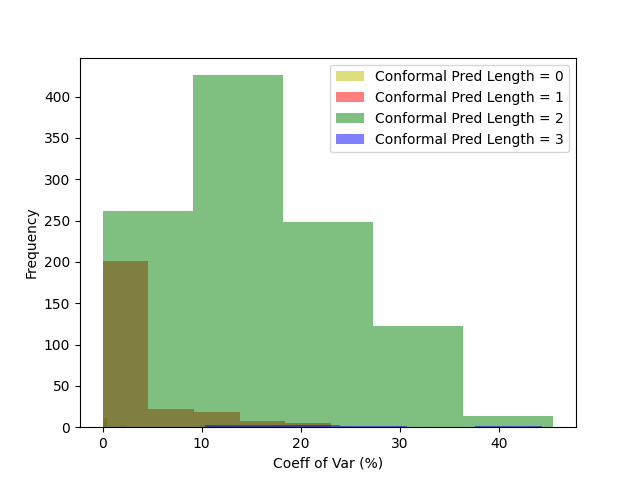 Conformal Pred Length = 0
Conformal Pred Length = 1
Conformal Pred Length = 2
Conformal Pred Length = 3
400
350
300
250
200
150
100
50
0
Frequency
0 10 20 30 40
Coeff of Var (%)